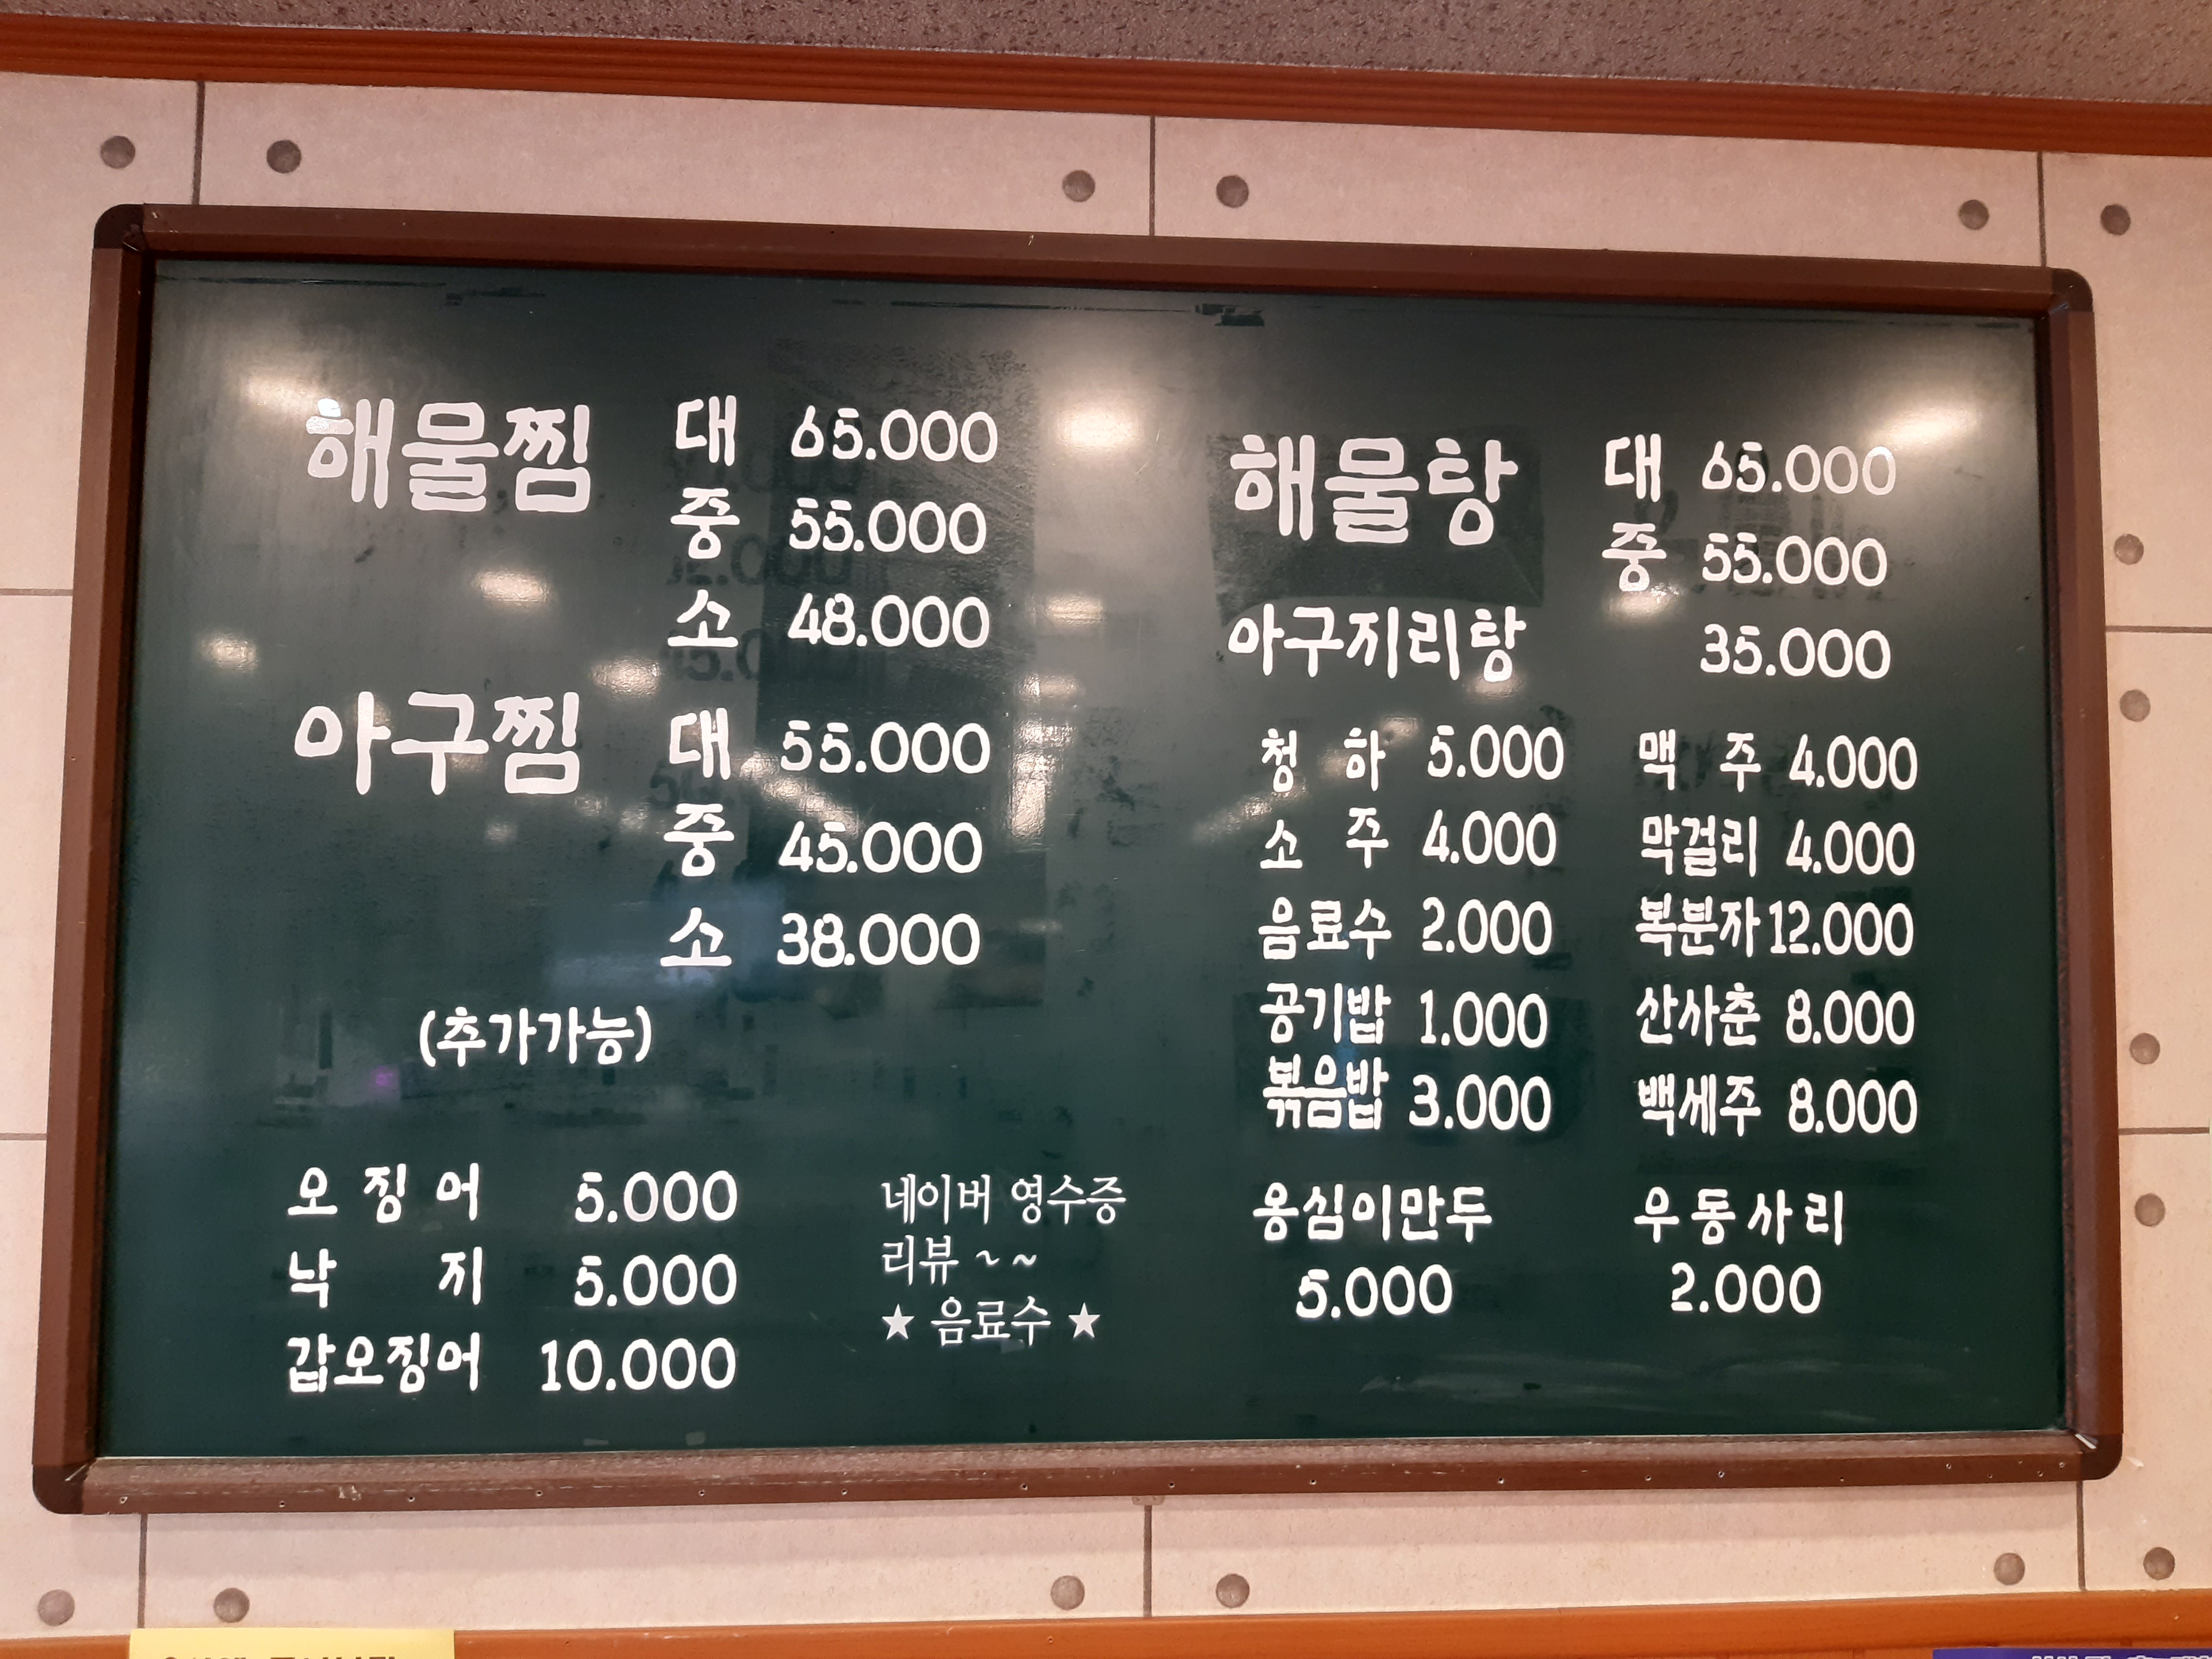 해물찜 대 65.000
중 55.000
소 48.000
아구찜 대 55.000
중 45.000
소 38.000
(추가가능)
오징어 5.000
낙지 5.000
갑오징어 10.000
네이버 영수증
리뷰 ~ ~
★ 음료수 ★
해물탕 대 65.000
중 55.000
아구지리탕 35.000
청하 5.000 맥주 4.000
소주 4.000 막걸리 4.000
음료수 2.000 복분자 12.000
공기밥 1.000 산사춘 8.000
볶음밥 3.000 백세주 8.000
옹심이만두 우동사리
5.000 2.000